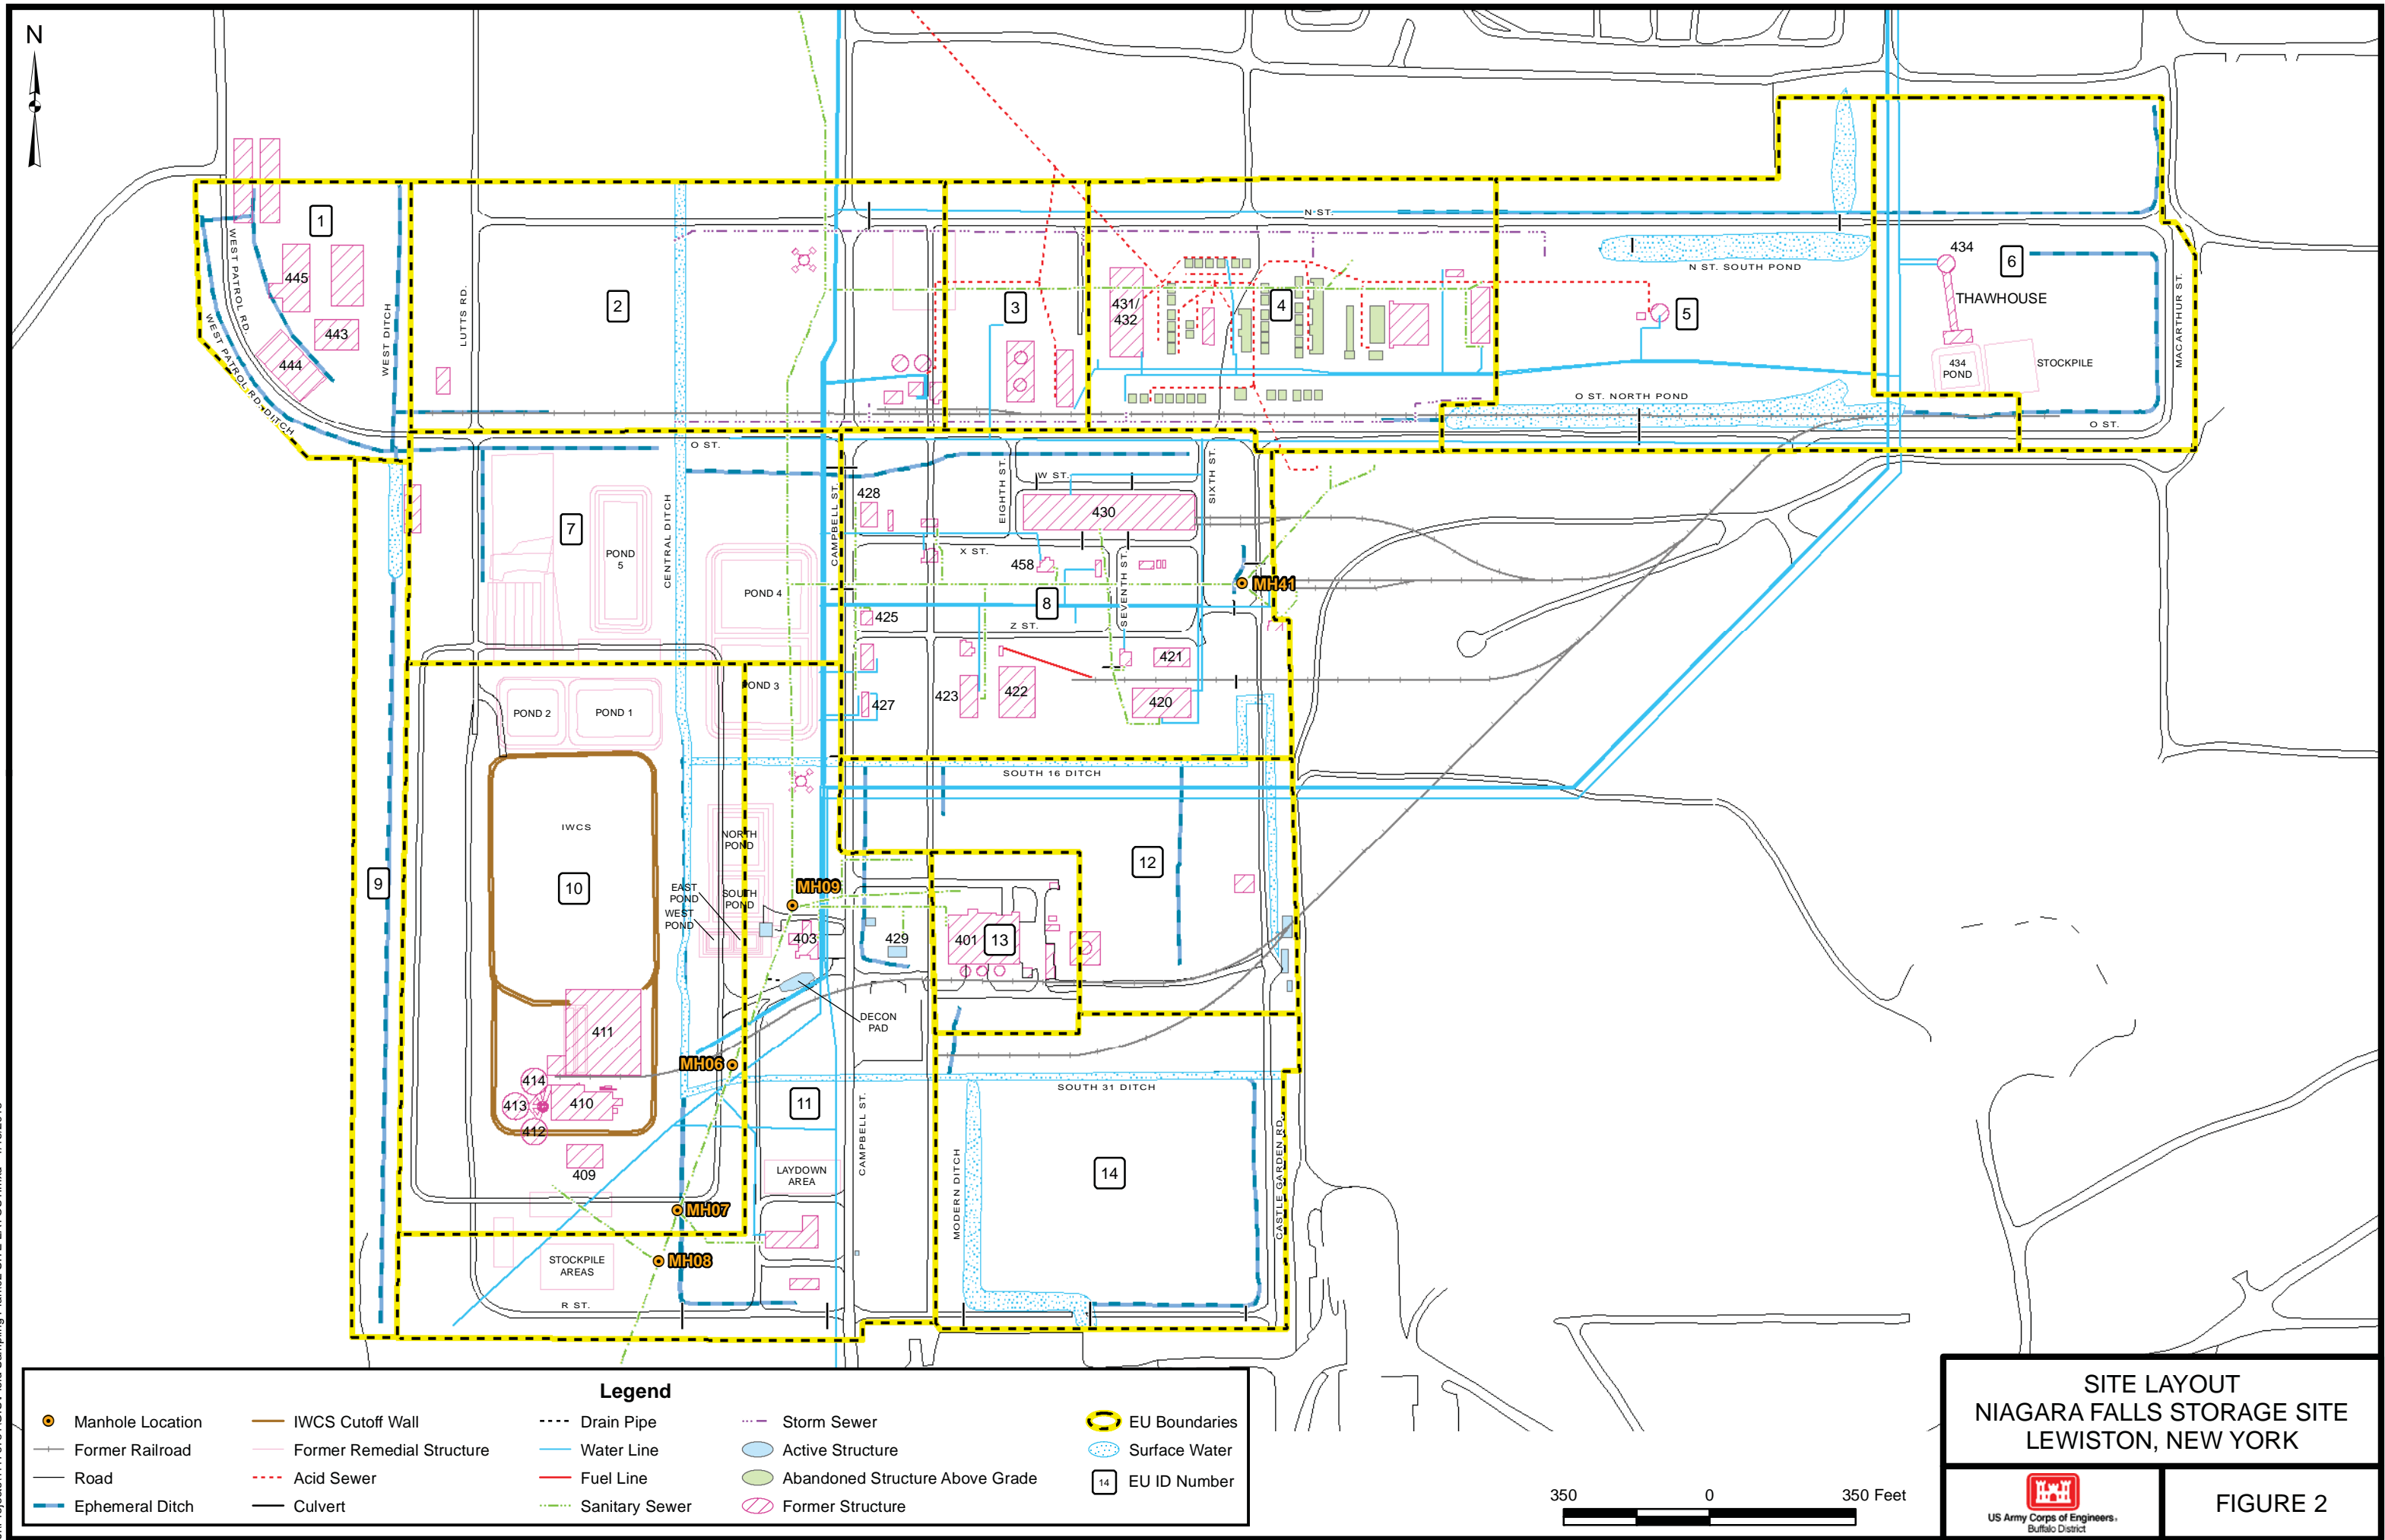 N
1
445
443
444
WEST PATROL RD.
WEST PATROL RD. DITCH
WEST DITCH
LUTTS RD.
2
3
431/
432
4
N ST.
N ST. SOUTH POND
5
434
6
THAWHOUSE
434
POND
STOCKPILE
MACARTHUR ST.
O ST. NORTH POND
O ST.
O ST.
7
POND
5
CENTRAL DITCH
POND 4
CAMPBELL ST.
428
EIGHTH ST.
W ST.
430
SIXTH ST.
X ST.
458
SEVENTH ST.
MH41
8
425
Z ST.
421
423
422
420
427
POND 3
POND 2
POND 1
SOUTH 16 DITCH
IWCS
NORTH
POND
12
9
10
EAST
POND
SOUTH
POND
WEST
POND
MH09
403
429
401
13
DECON
PAD
411
MH06
414
413
410
412
409
SOUTH 31 DITCH
11
CAMPBELL ST.
LAYDOWN
AREA
MODERN DITCH
14
CASTLE GARDEN RD.
MH07
MH08
STOCKPILE
AREAS
R ST.
Legend
Manhole Location
Former Railroad
Road
Ephemeral Ditch
IWCS Cutoff Wall
Former Remedial Structure
Acid Sewer
Culvert
Drain Pipe
Water Line
Fuel Line
Sanitary Sewer
Storm Sewer
Active Structure
Abandoned Structure Above Grade
Former Structure
EU Boundaries
Surface Water
14
EU ID Number
350 0 350 Feet
SITE LAYOUT
NIAGARA FALLS STORAGE SITE
LEWISTON, NEW YORK
US Army Corps of Engineers®
Buffalo District
FIGURE 2